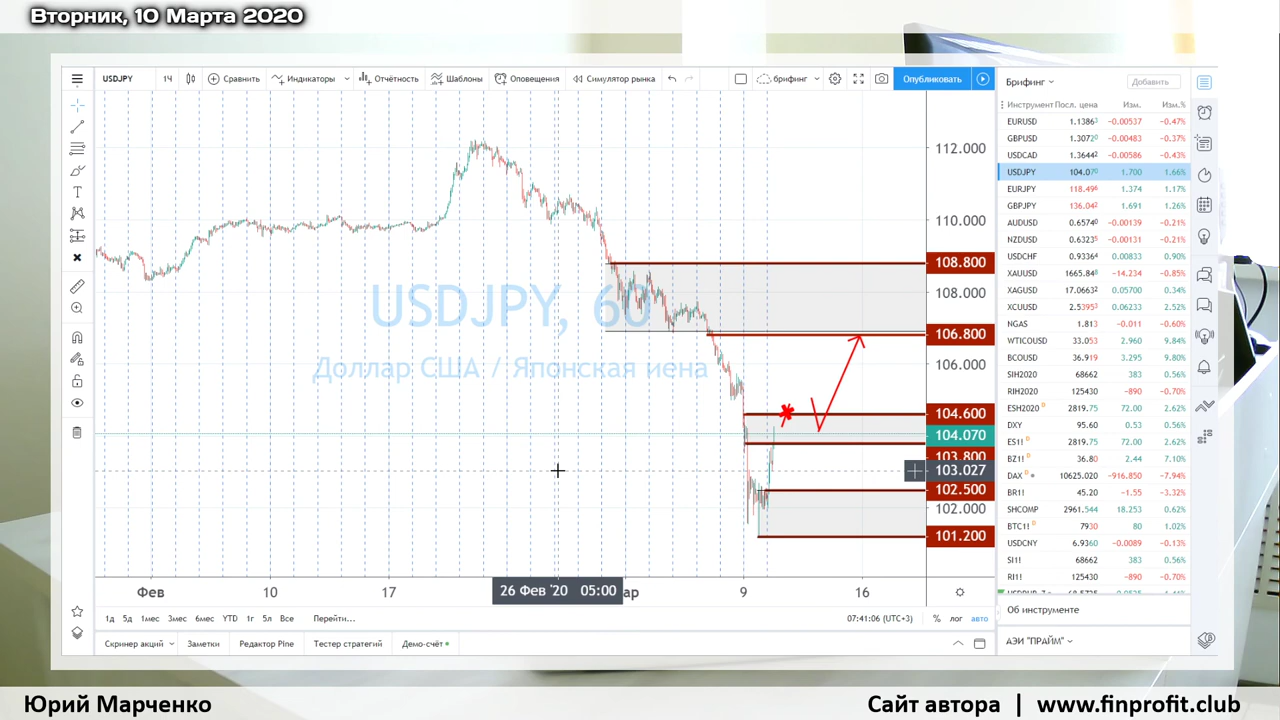 Вторник, 10 Марта 2020
USDJPY 1Ч Сравнить Индикаторы Отчётность Шаблоны Оповещения Симулятор рынка брифинг Опубликовать
Брифинг Добавить
Инструмент Посл. цена Изм. Изм.%
EURUSD 1.13863 −0.00537 −0.47%
GBPUSD 1.30720 −0.00483 −0.37%
USDCAD 1.36442 −0.00586 −0.43%
USDJPY 104.070 1.700 1.66%
EURJPY 118.496 1.374 1.17%
GBPJPY 136.042 1.691 1.26%
AUDUSD 0.65740 −0.00139 −0.21%
NZDUSD 0.63235 −0.00131 −0.21%
USDCHF 0.93364 0.00833 0.90%
XAUUSD 1665.848 −14.234 −0.85%
XAGUSD 17.0663 0.05700 0.34%
XCUUSD 2.5395 0.06233 2.52%
NGAS 1.813 −0.011 −0.60%
WTICOUSD 33.053 2.960 9.84%
BCOUSD 36.919 3.295 9.80%
SIH2020 68662 383 0.56%
RIH2020 125430 −890 −0.70%
ESH2020 D 2819.75 72.00 2.62%
DXY 95.60 0.53 0.56%
ES1! D 2819.75 72.00 2.62%
BZ1! D 36.80 2.44 7.10%
DAX D 10625.020 −916.850 −7.94%
BR1! 45.20 −1.55 −3.32%
SHCOMP 2961.544 18.253 0.62%
BTC1! D 7930 80 1.02%
USDCNY 6.9360 −0.0089 −0.13%
SI1! 68662 383 0.56%
RI1! 125430 −890 −0.70%
Об инструменте
АЭИ "ПРАЙМ"
USDJPY, 60
Доллар США / Японская иена
112.000
110.000
108.800
108.000
106.800
106.000
104.600
104.070
103.800
103.027
102.500
102.000
101.200
Фев 10 17 26 Фев '20 05:00 ар 9 16
1д 5д 1мес 3мес 6мес YTD 1г 5л Все Перейти... 07:41:06 (UTC+3) % лог авто
Скринер акций Заметки Редактор Pine Тестер стратегий Демо-счёт
Юрий Марченко Сайт автора | www.finprofit.club